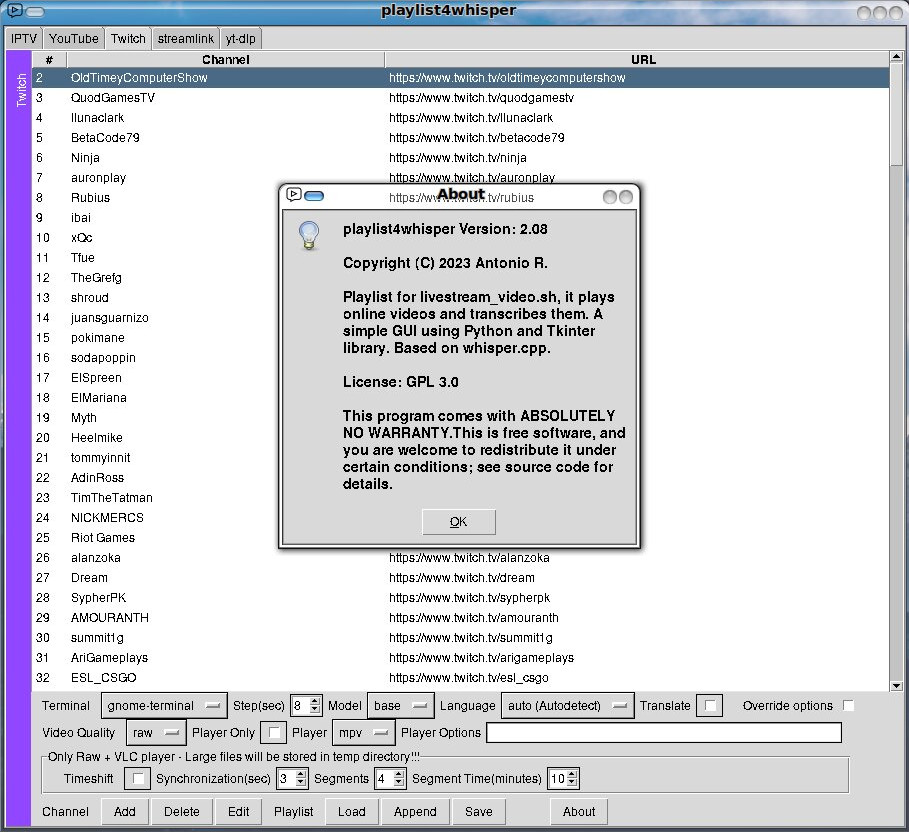 playlist4whisper
IPTV YouTube Twitch streamlink yt-dlp
Twitch
# Channel URL
2 OldTimeyComputerShow https://www.twitch.tv/oldtimeycomputershow
3 QuodGamesTV https://www.twitch.tv/quodgamestv
4 llunaclark https://www.twitch.tv/llunaclark
5 BetaCode79 https://www.twitch.tv/betacode79
6 Ninja https://www.twitch.tv/ninja
7 auronplay https://www.twitch.tv/auronplay
8 Rubius https://www.twitch.tv/rubius
9 ibai
10 xQc
11 Tfue
12 TheGrefg
13 shroud
14 juansguarnizo
15 pokimane
16 sodapoppin
17 ElSpreen
18 ElMariana
19 Myth
20 Heelmike
21 tommyinnit
22 AdinRoss
23 TimTheTatman
24 NICKMERCS
25 Riot Games
26 alanzoka https://www.twitch.tv/alanzoka
27 Dream https://www.twitch.tv/dream
28 SypherPK https://www.twitch.tv/sypherpk
29 AMOURANTH https://www.twitch.tv/amouranth
30 summit1g https://www.twitch.tv/summit1g
31 AriGameplays https://www.twitch.tv/arigameplays
32 ESL_CSGO https://www.twitch.tv/esl_csgo
About
playlist4whisper Version: 2.08
Copyright (C) 2023 Antonio R.
Playlist for livestream_video.sh, it plays
online videos and transcribes them. A
simple GUI using Python and Tkinter
library. Based on whisper.cpp.
License: GPL 3.0
This program comes with ABSOLUTELY
NO WARRANTY.This is free software, and
you are welcome to redistribute it under
certain conditions; see source code for
details.
OK
Terminal gnome-terminal Step(sec) 8 Model base Language auto (Autodetect) Translate Override options
Video Quality raw Player Only Player mpv Player Options
Only Raw + VLC player - Large files will be stored in temp directory!!!
Timeshift Synchronization(sec) 3 Segments 4 Segment Time(minutes) 10
Channel Add Delete Edit Playlist Load Append Save About